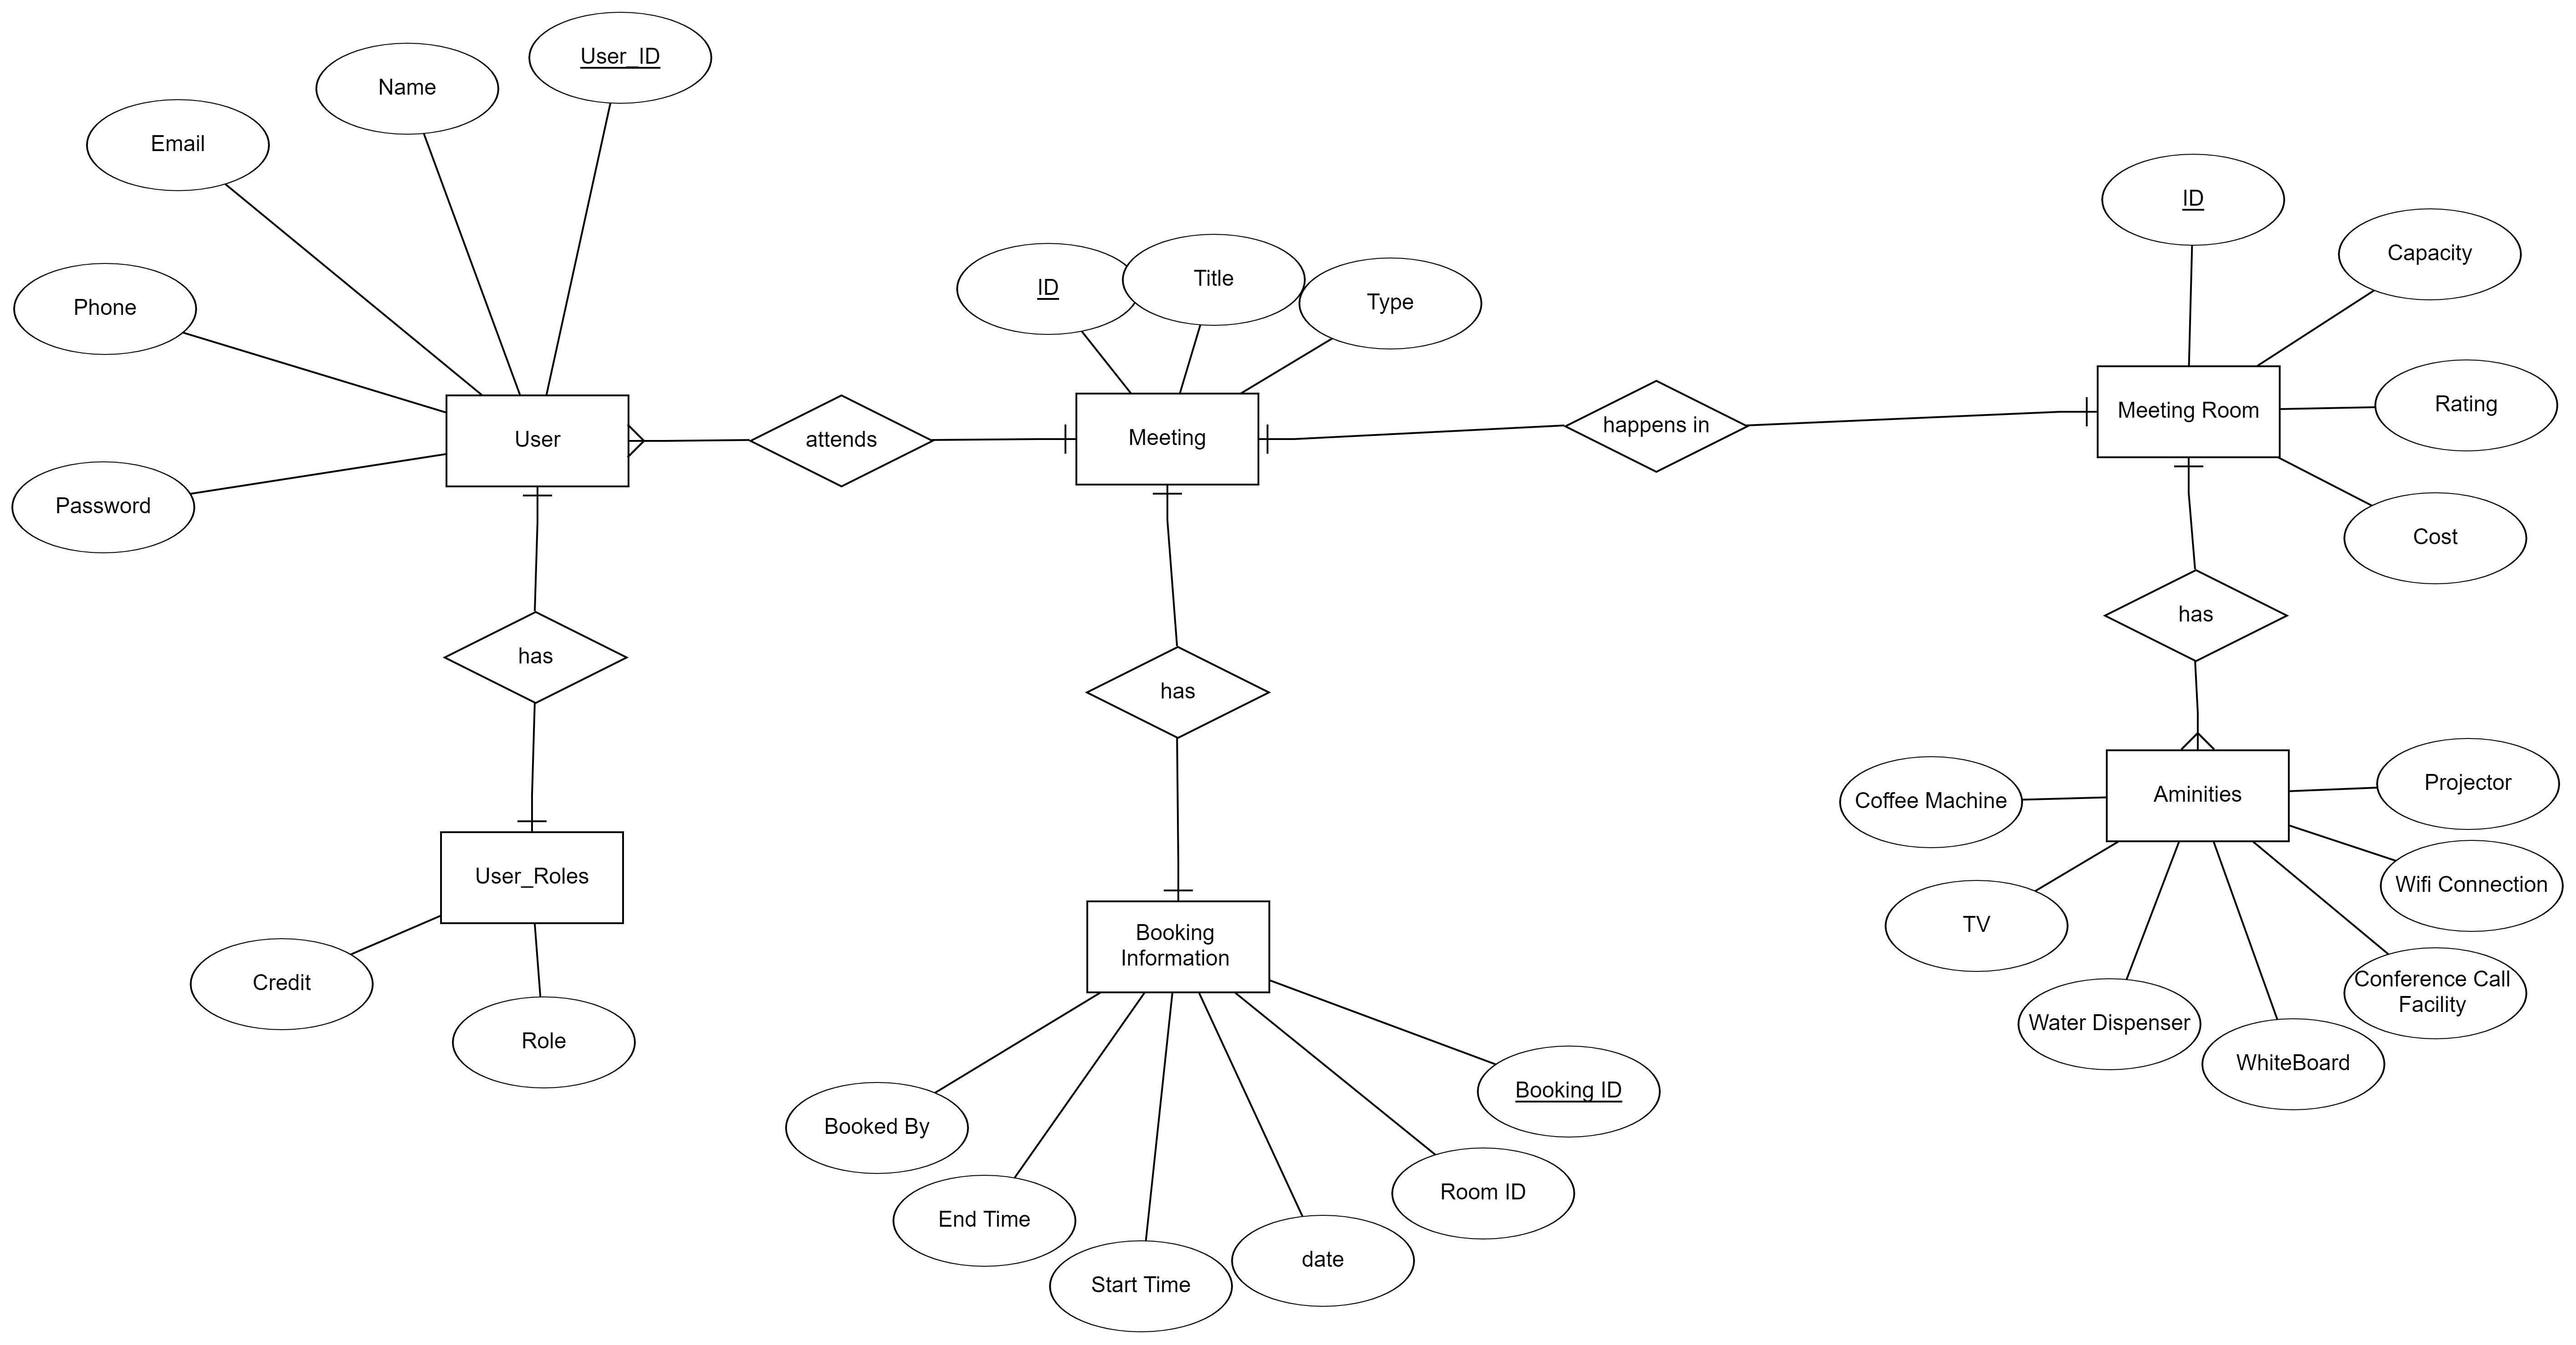 User_ID
Name
Email
Phone
Password
User
attends
ID
Title
Type
Meeting
happens in
ID
Capacity
Rating
Cost
Meeting Room
has
has
has
User_Roles
Credit
Role
Booking
Information
Booked By
End Time
Start Time
date
Room ID
Booking ID
Aminities
Coffee Machine
TV
Water Dispenser
WhiteBoard
Conference Call
Facility
Wifi Connection
Projector